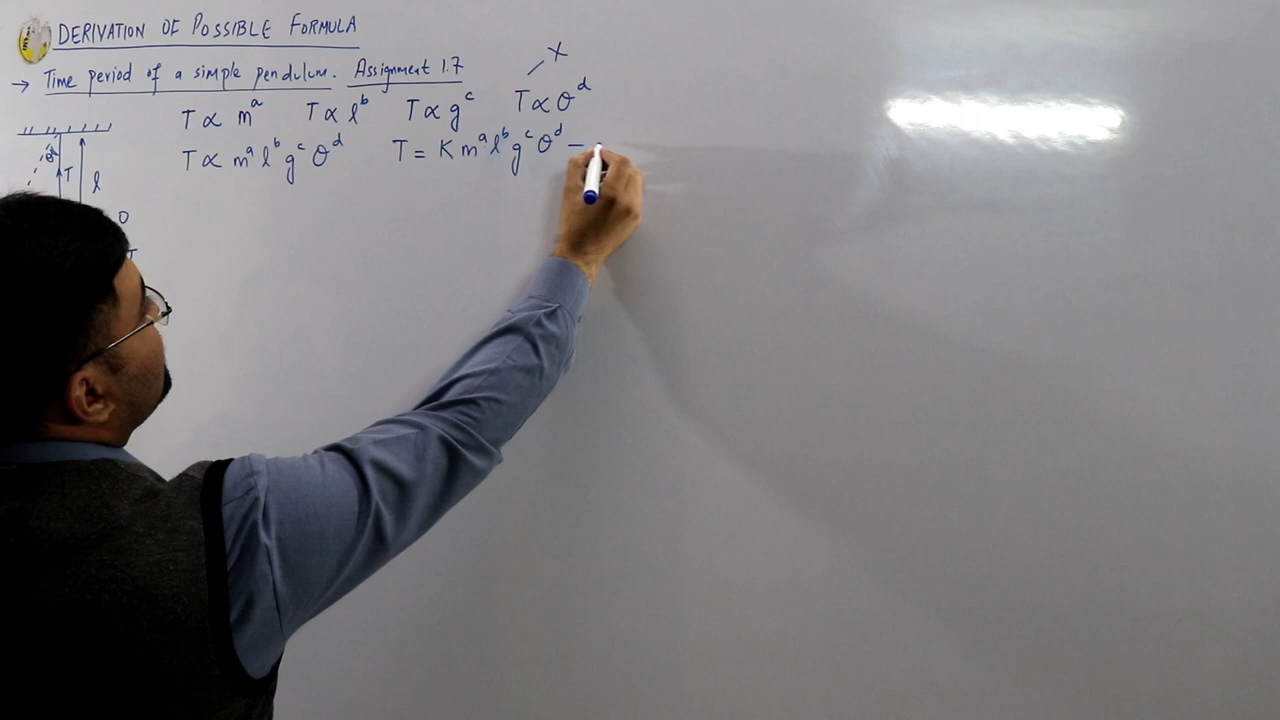 DERIVATION OF POSSIBLE FORMULA
→ Time period of a simple pendulum. Assignment 1.7
x
T ∝ m^a T ∝ l^b T ∝ g^c T ∝ θ^d
T ∝ m^a l^b g^c θ^d T = K m^a l^b g^c θ^d —
θ
T
l
O
T